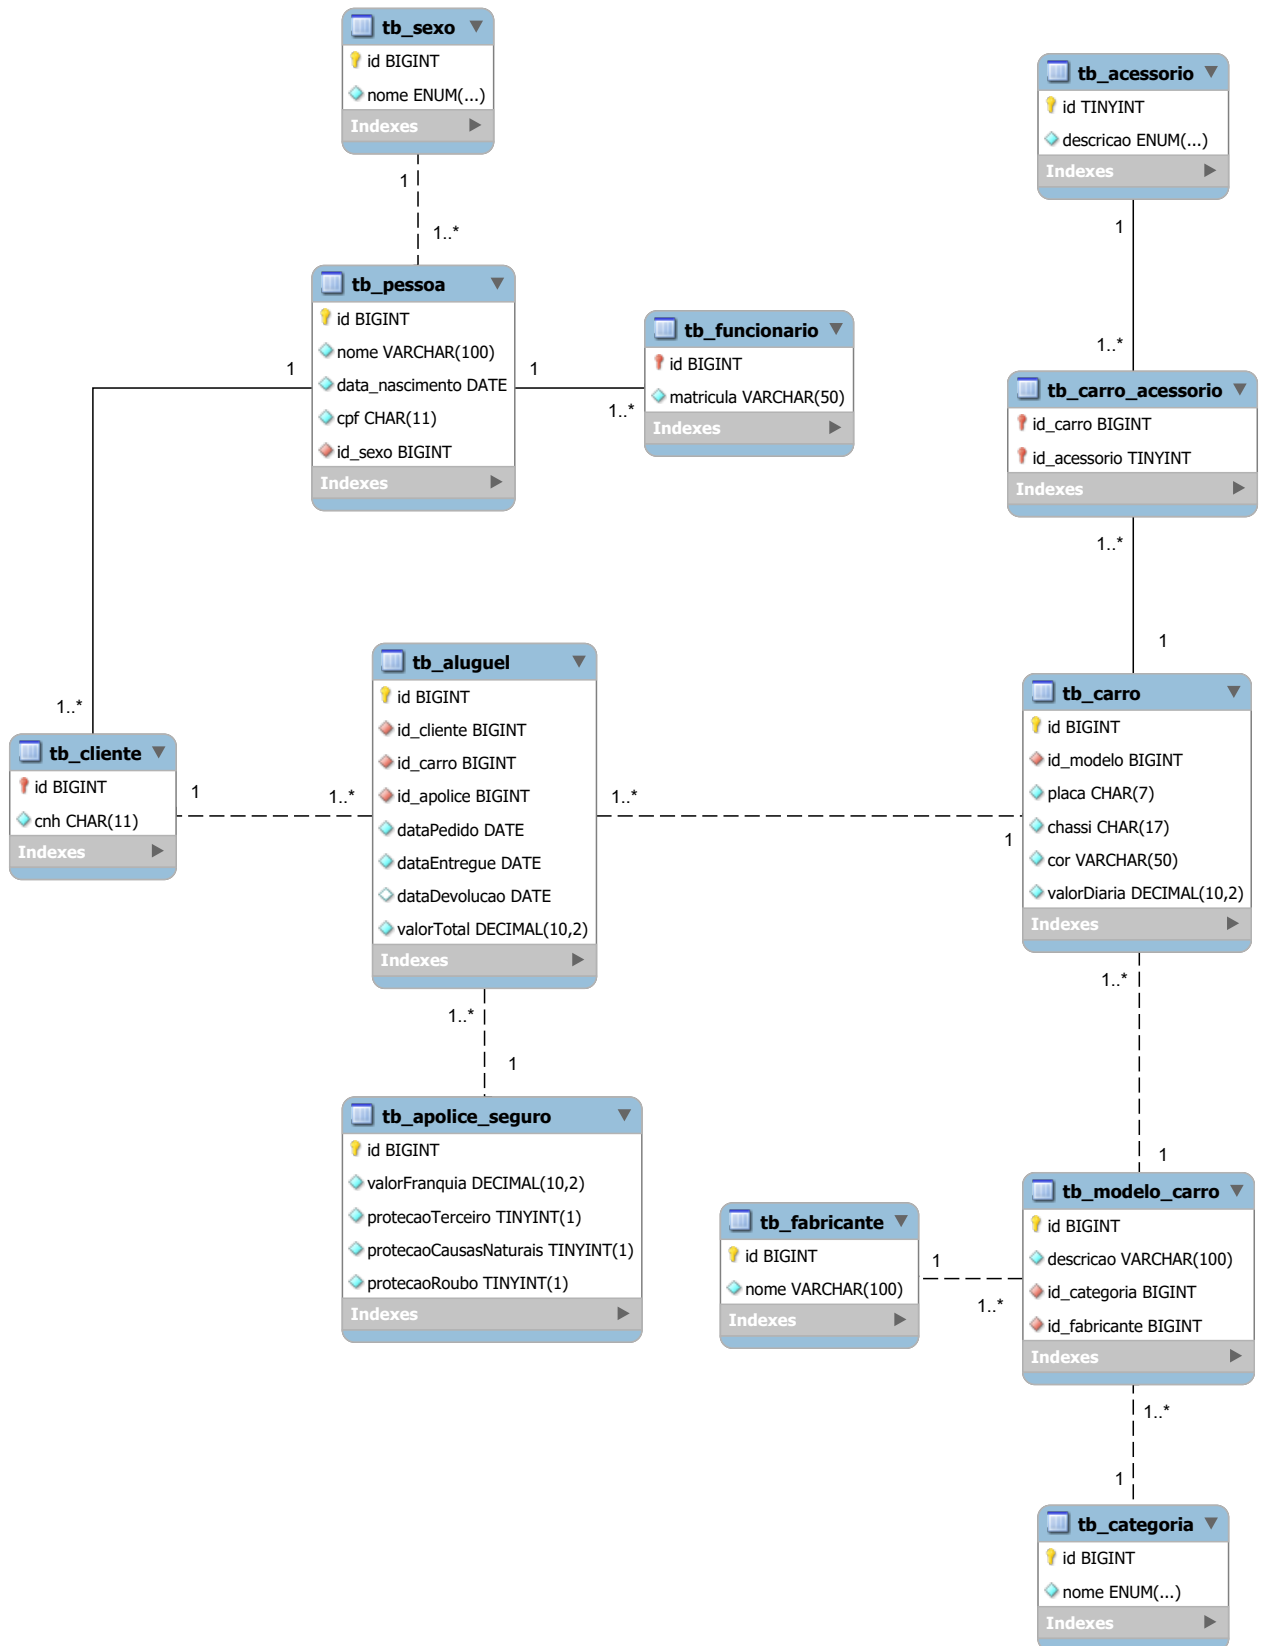 tb_sexo
id BIGINT
nome ENUM(...)
Indexes
1
1..*
tb_acessorio
id TINYINT
descricao ENUM(...)
Indexes
1
1..*
tb_pessoa
id BIGINT
nome VARCHAR(100)
data_nascimento DATE
cpf CHAR(11)
id_sexo BIGINT
Indexes
1
1
1..*
tb_funcionario
id BIGINT
matricula VARCHAR(50)
Indexes
tb_carro_acessorio
id_carro BIGINT
id_acessorio TINYINT
Indexes
1..*
1
1..*
tb_cliente
id BIGINT
cnh CHAR(11)
Indexes
1
1..*
tb_aluguel
id BIGINT
id_cliente BIGINT
id_carro BIGINT
id_apolice BIGINT
dataPedido DATE
dataEntregue DATE
dataDevolucao DATE
valorTotal DECIMAL(10,2)
Indexes
1..*
1
tb_carro
id BIGINT
id_modelo BIGINT
placa CHAR(7)
chassi CHAR(17)
cor VARCHAR(50)
valorDiaria DECIMAL(10,2)
Indexes
1..*
1
1..*
1
tb_apolice_seguro
id BIGINT
valorFranquia DECIMAL(10,2)
protecaoTerceiro TINYINT(1)
protecaoCausasNaturais TINYINT(1)
protecaoRoubo TINYINT(1)
Indexes
tb_fabricante
id BIGINT
nome VARCHAR(100)
Indexes
1
1..*
tb_modelo_carro
id BIGINT
descricao VARCHAR(100)
id_categoria BIGINT
id_fabricante BIGINT
Indexes
1..*
1
tb_categoria
id BIGINT
nome ENUM(...)
Indexes